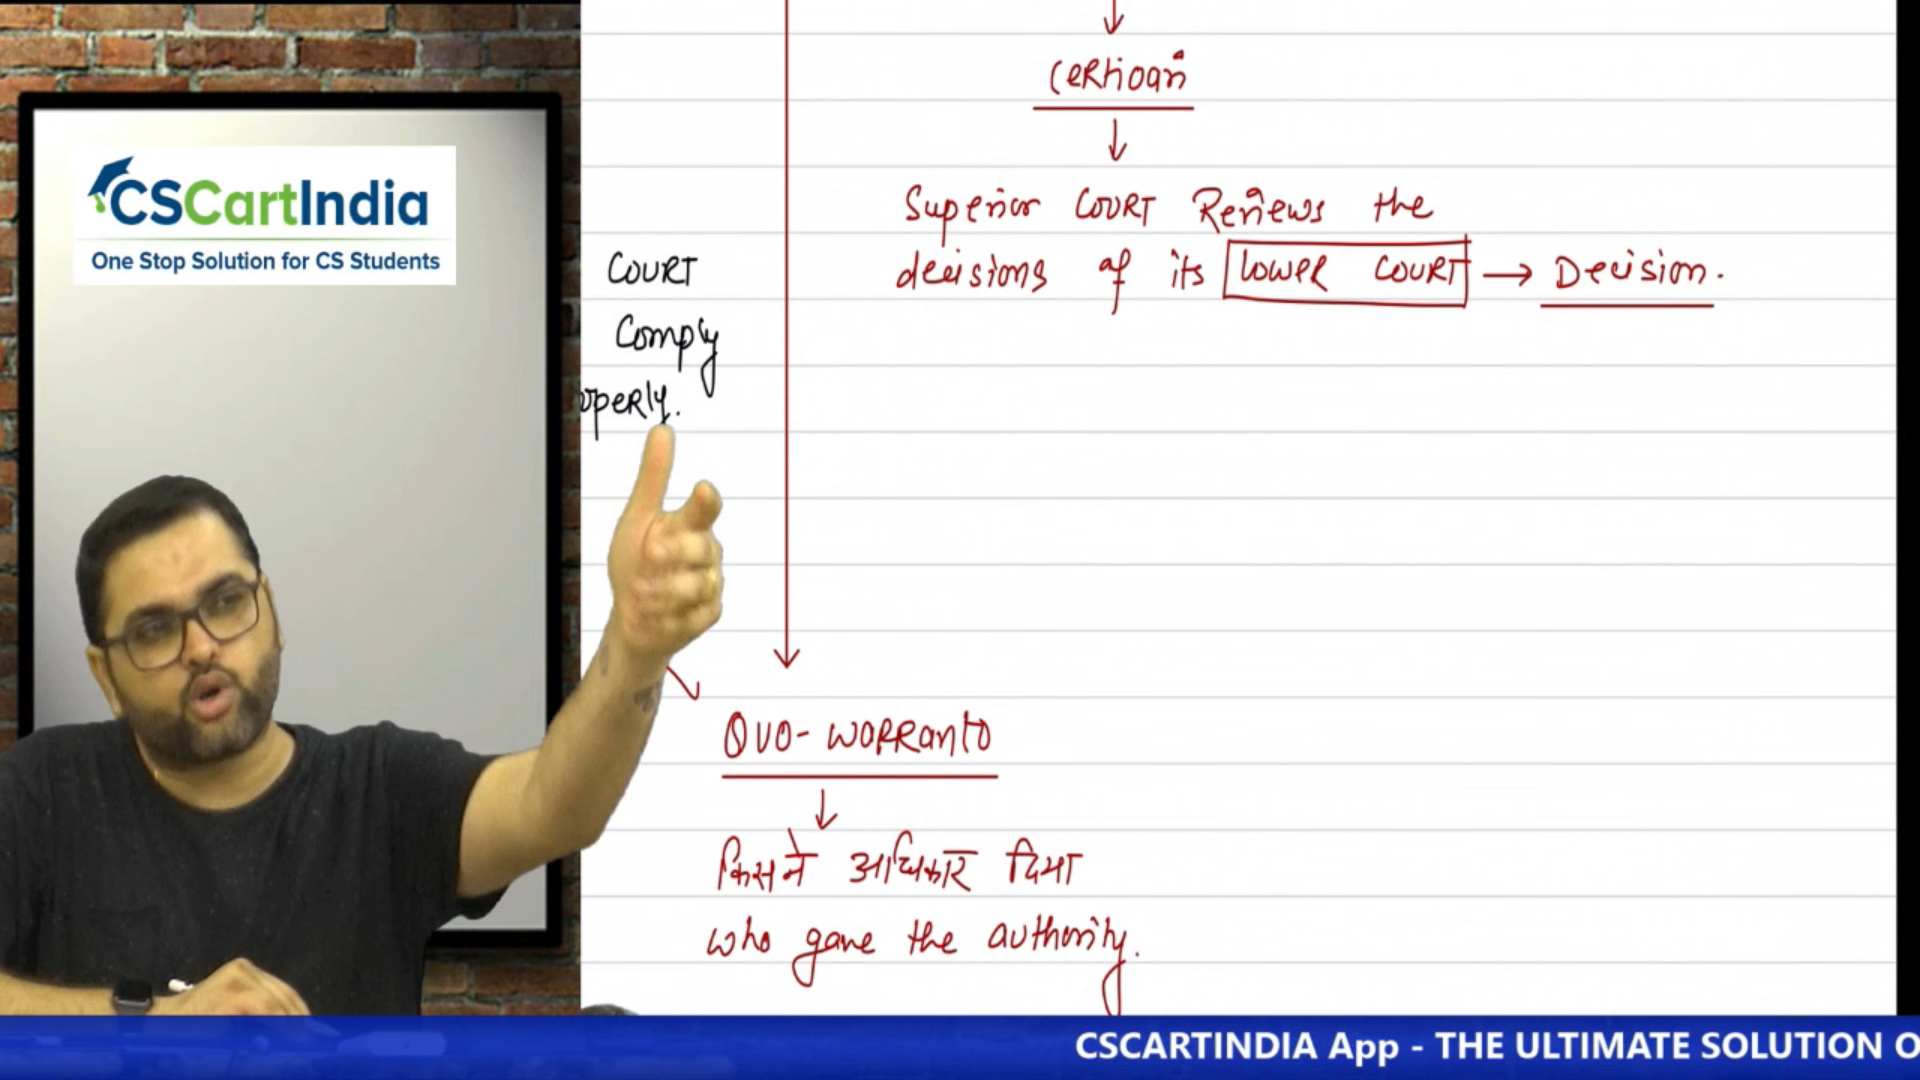 CSCartIndia
One Stop Solution for CS Students
Certiorari
Superior COURT Reviews the
decisions of its lower COURT → Decision.
COURT
Comply
operly.
Quo-warranto
किसने अधिकार दिया
who gave the authority.
CSCARTINDIA App - THE ULTIMATE SOLUTION O